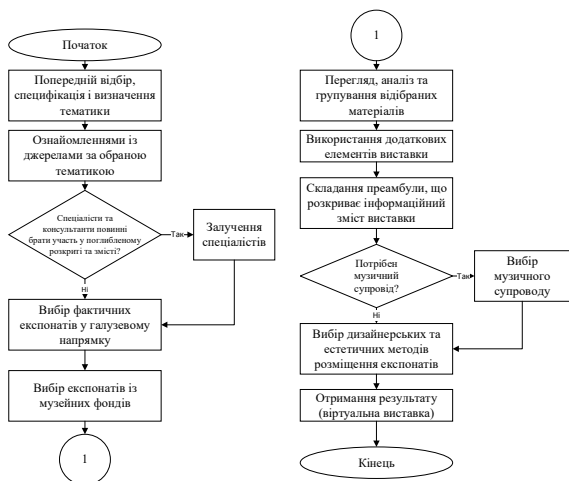 Початок
Попередній відбір,
специфікація і визначення
тематики
Ознайомленнями із
джерелами за обраною
тематикою
Спеціалісти та
консультанти повинні
брати участь у поглибленому
розкриті та змісті?
Так
Залучення
спеціалістів
Ні
Вибір фактичних
експонатів у галузевому
напрямку
Вибір експонатів із
музейних фондів
1
1
Перегляд, аналіз та
групування відібраних
матеріалів
Використання додаткових
елементів виставки
Складання преамбули, що
розкриває інформаційний
зміст виставки
Потрібен
музичний
супровід?
Так
Вибір
музичного
супроводу
Ні
Вибір дизайнерських та
естетичних методів
розміщення експонатів
Отримання результату
(віртуальна виставка)
Кінець